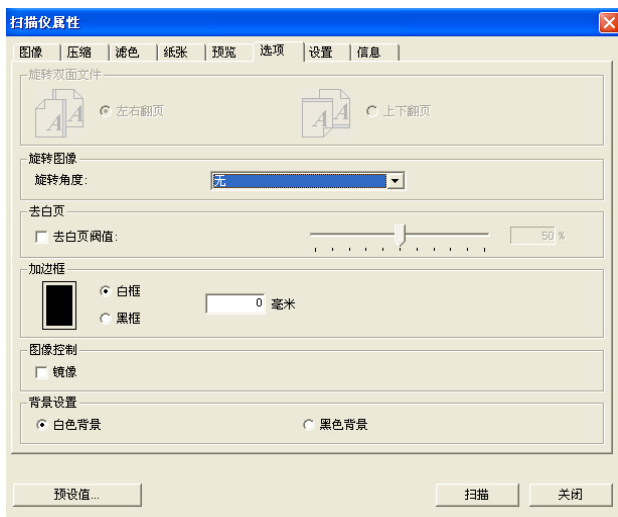 扫描仪属性
图像 压缩 滤色 纸张 预览 选项 设置 信息
旋转双面文件
A A 左右翻页 A A 上下翻页
旋转图像
旋转角度: 无
去白页
去白页阀值: 50 %
加边框
白框 0 毫米
黑框
图像控制
镜像
背景设置
白色背景 黑色背景
预设值... 扫描 关闭